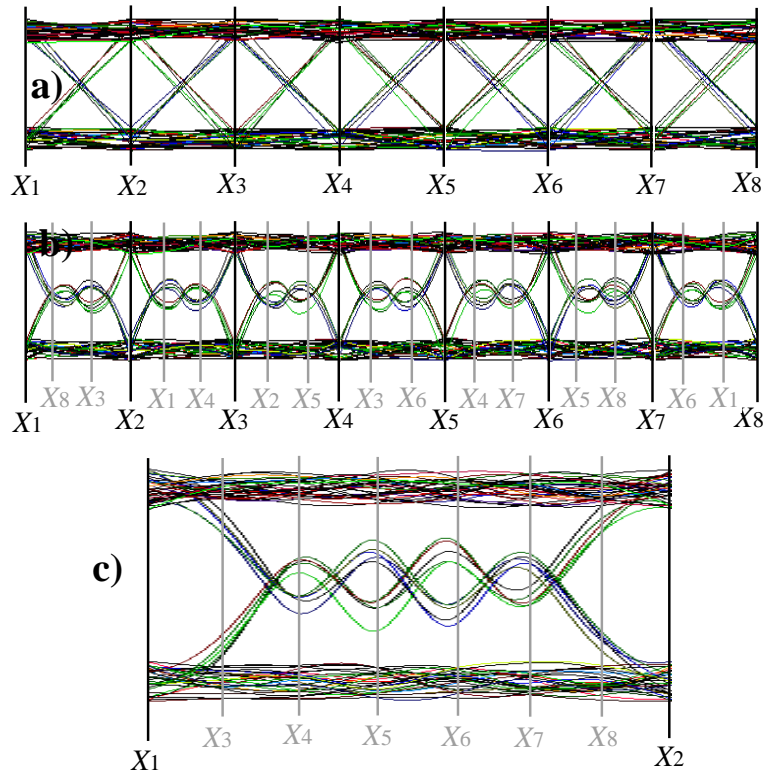 a)
X1 X2 X3 X4 X5 X6 X7 X8
b)
X8 X3 X1 X4 X2 X5 X3 X6 X4 X7 X5 X8 X6 X1
X1 X2 X3 X4 X5 X6 X7 X8
c)
X3 X4 X5 X6 X7 X8
X1 X2